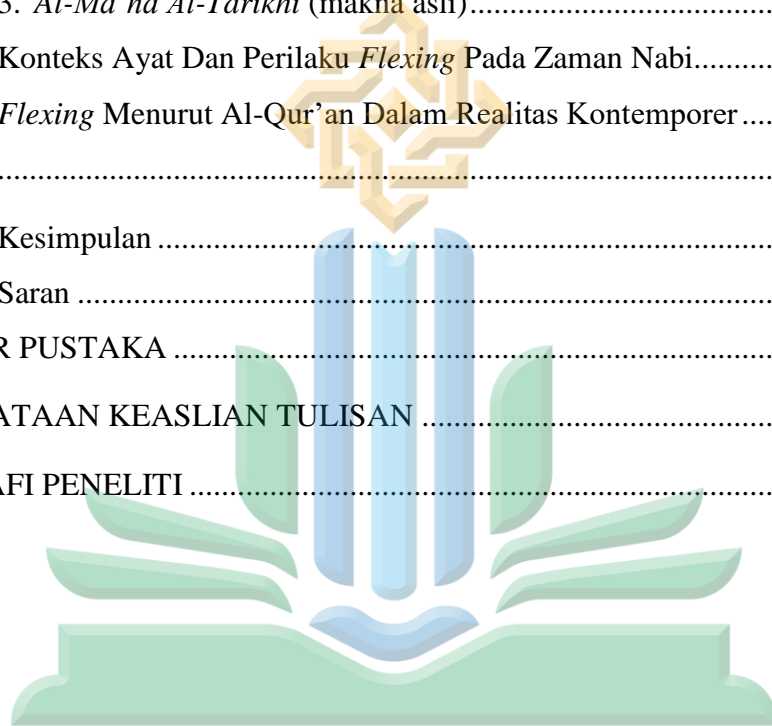 3. Al-Ma'na Al-Tarikhi (makna asli)......................................
Konteks Ayat Dan Perilaku Flexing Pada Zaman Nabi..........
Flexing Menurut Al-Qur'an Dalam Realitas Kontemporer....
................................................................................................
Kesimpulan............................................................................
Saran......................................................................................
R PUSTAKA..........................................................................
ATAAN KEASLIAN TULISAN.............................................
AFI PENELITI........................................................................